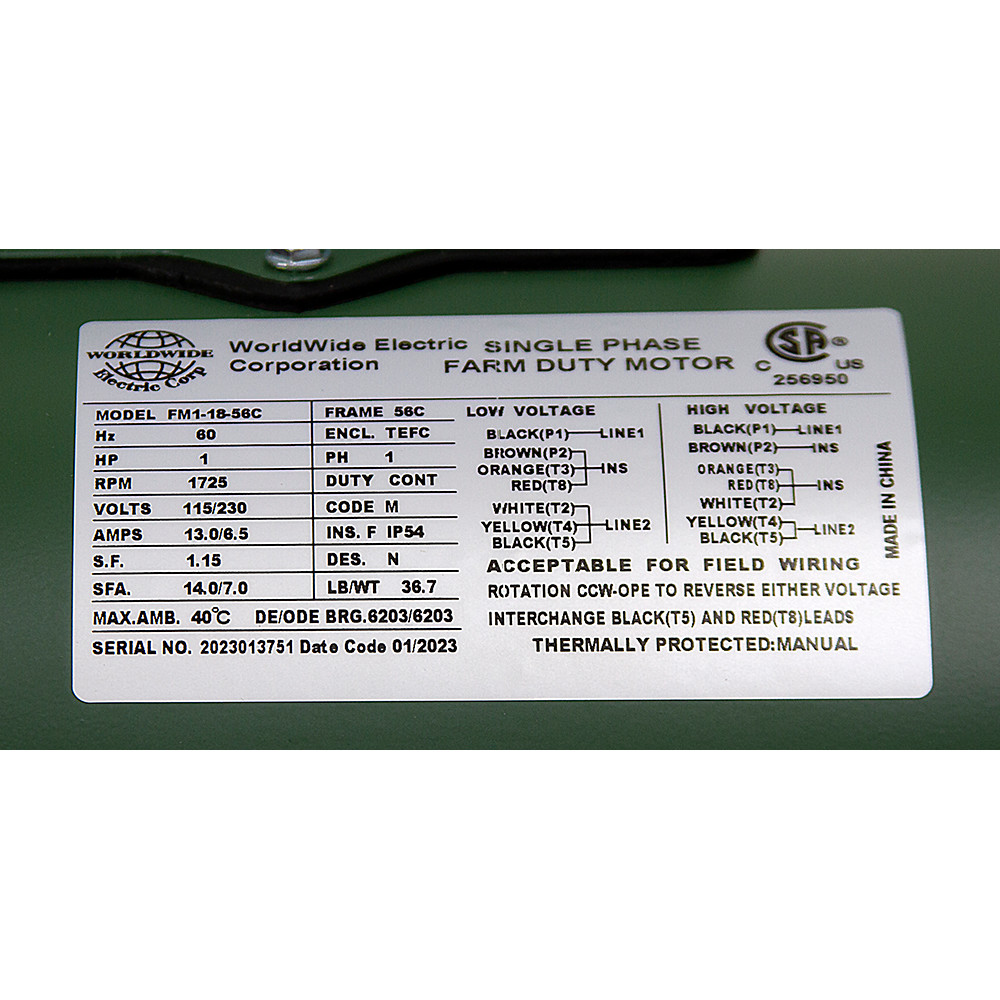 WORLDWIDE
Electric Corp
WorldWide Electric
Corporation
SINGLE PHASE
FARM DUTY MOTOR
SA ®
C US
256950
MODEL FM1-18-56C FRAME 56C
Hz 60 ENCL. TEFC
HP 1 PH 1
RPM 1725 DUTY CONT
VOLTS 115/230 CODE M
AMPS 13.0/6.5 INS. F IP54
S.F. 1.15 DES. N
SFA. 14.0/7.0 LB/WT 36.7
MAX.AMB. 40℃ DE/ODE BRG.6203/6203
SERIAL NO. 2023013751 Date Code 01/2023
LOW VOLTAGE
BLACK(P1) LINE1
BROWN(P2)
ORANGE(T3) INS
RED(T8)
WHITE(T2)
YELLOW(T4) LINE2
BLACK(T5)
HIGH VOLTAGE
BLACK(P1) LINE1
BROWN(P2) INS
ORANGE(T3)
RED(T8) INS
WHITE(T2)
YELLOW(T4) LINE2
BLACK(T5)
MADE IN CHINA
ACCEPTABLE FOR FIELD WIRING
ROTATION CCW-OPE TO REVERSE EITHER VOLTAGE
INTERCHANGE BLACK(T5) AND RED(T8)LEADS
THERMALLY PROTECTED:MANUAL